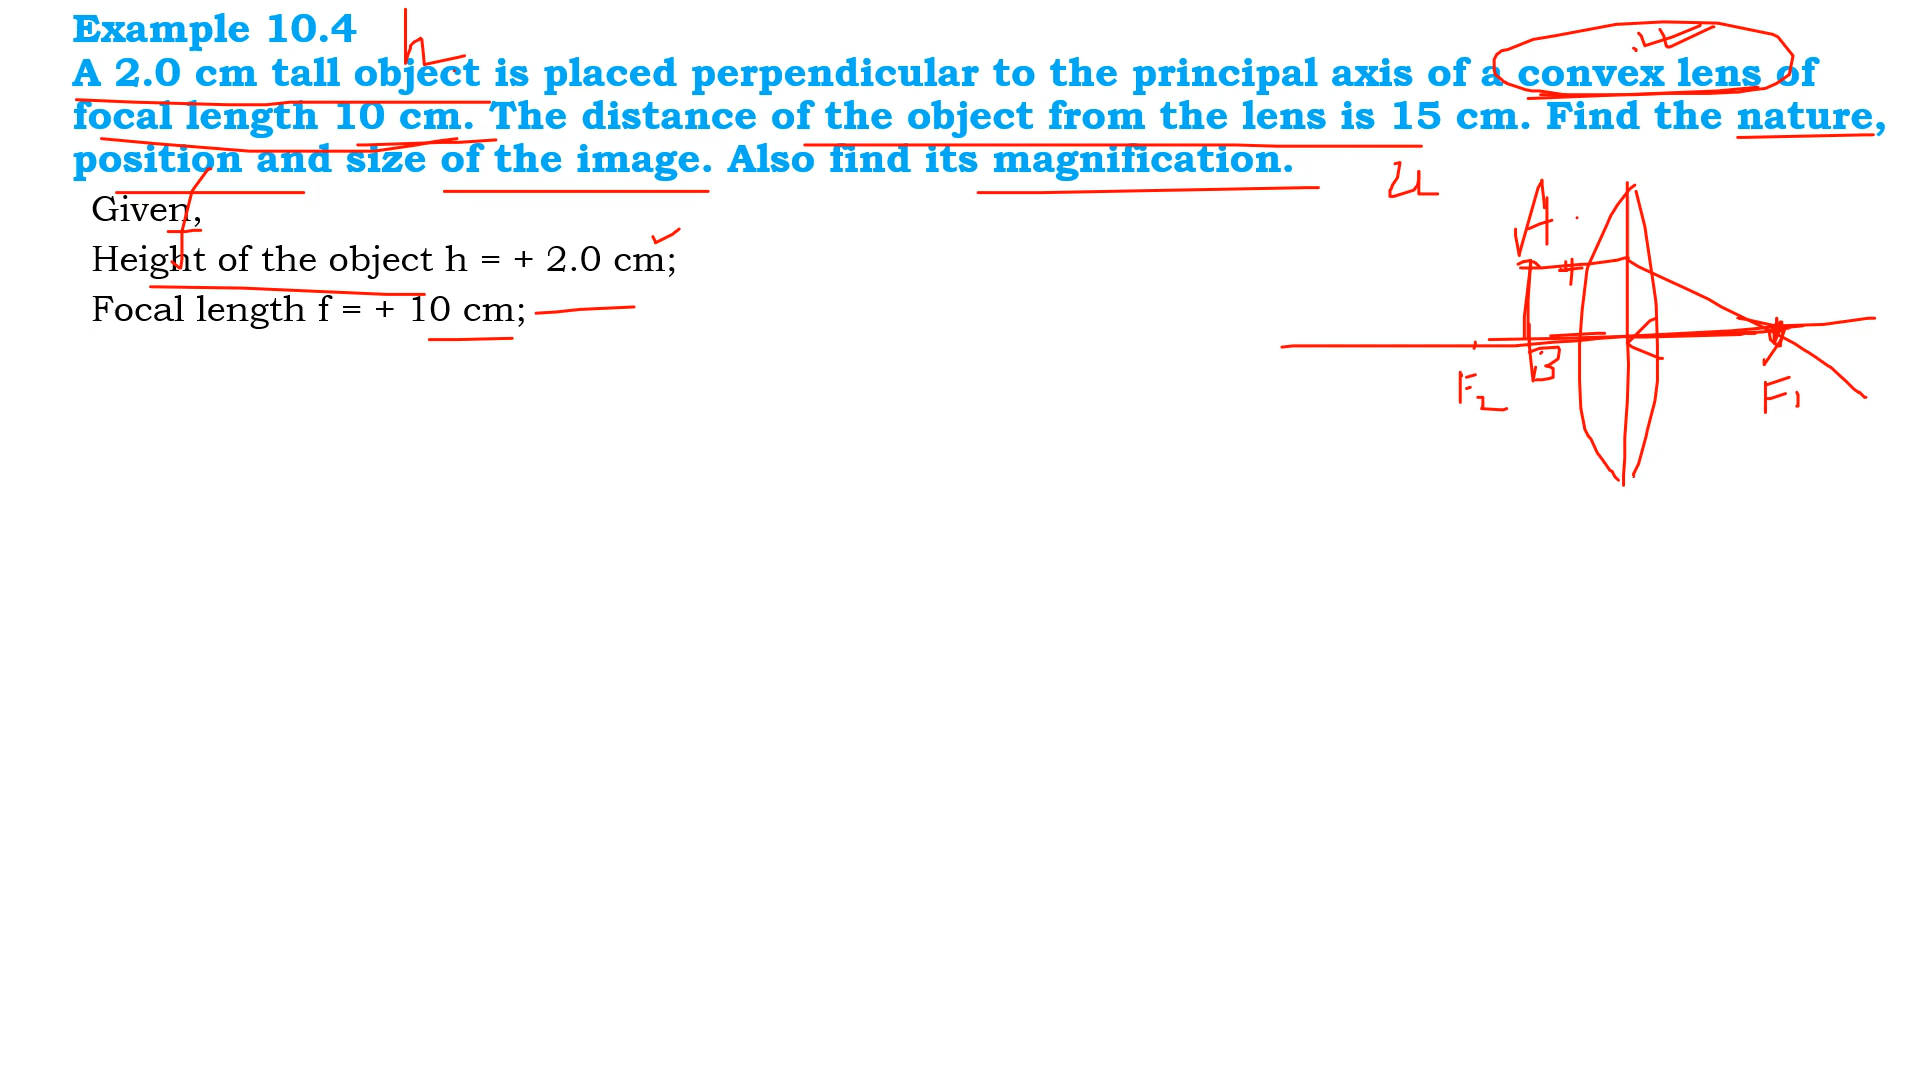 Example 10.4
h
A 2.0 cm tall object is placed perpendicular to the principal axis of a convex lens of
focal length 10 cm. The distance of the object from the lens is 15 cm. Find the nature,
position and size of the image. Also find its magnification.
f
u
Given,
Height of the object h = + 2.0 cm;
Focal length f = + 10 cm;
A
B
F2
F1